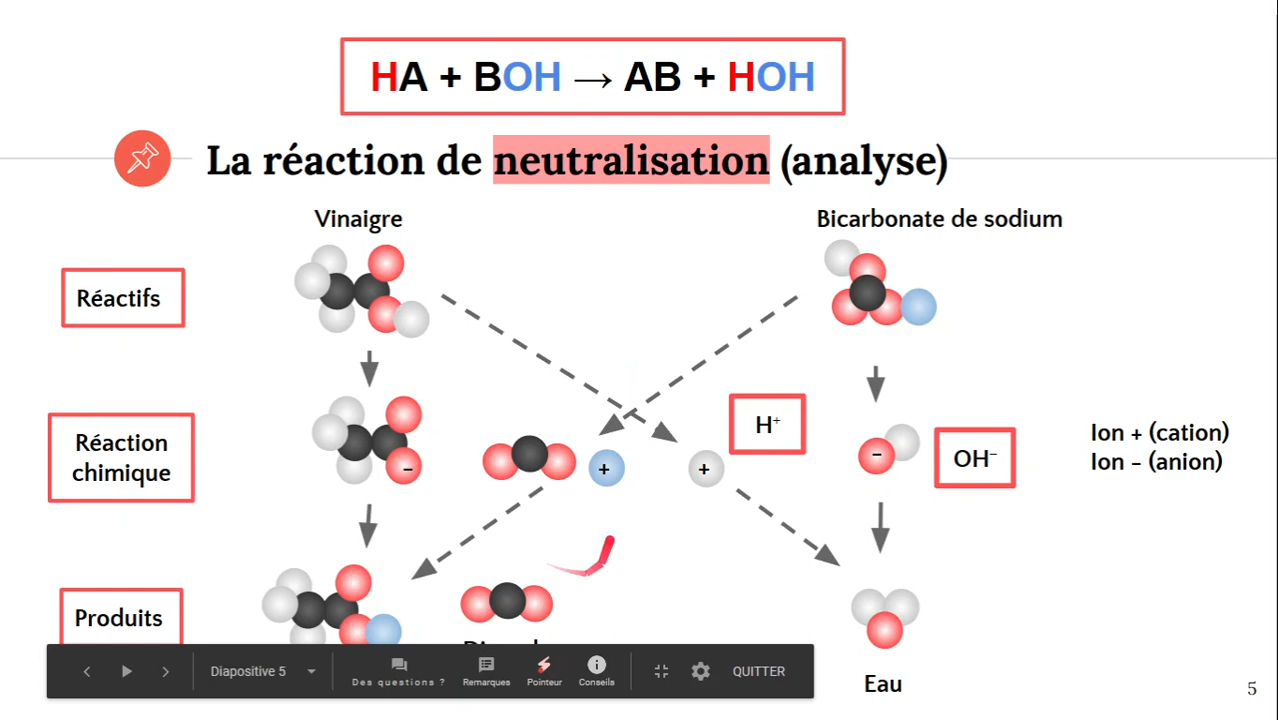 HA + BOH → AB + HOH
La réaction de neutralisation (analyse)
Vinaigre
Bicarbonate de sodium
Réactifs
H⁺
Réaction
chimique
OH⁻
Ion + (cation)
Ion − (anion)
−
+
+
−
Produits
Diapositive 5
Des questions ?
Remarques
Pointeur
Conseils
QUITTER
Eau
5